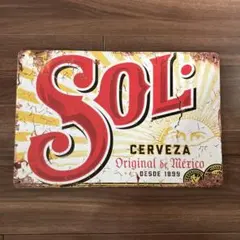 SOL.
CERVEZA
Original de México
DESDE 1899